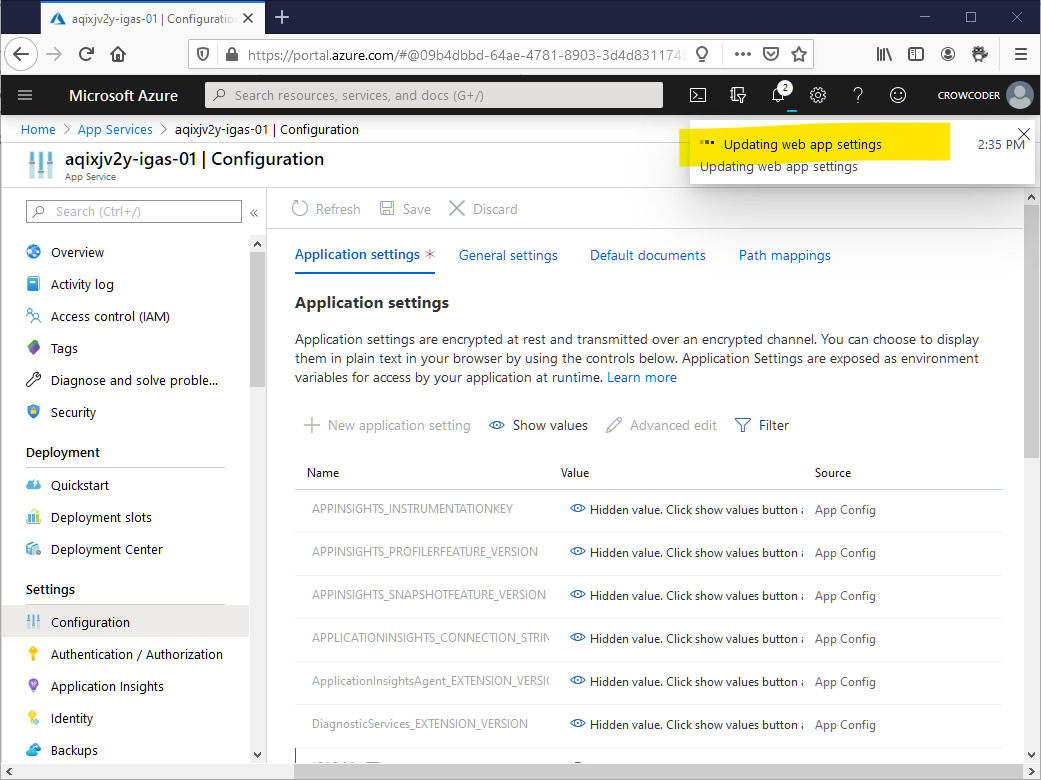 aqixjv2y-igas-01 | Configuration
https://portal.azure.com/#@09b4dbbd-64ae-4781-8903-3d4d8311745
Microsoft Azure
Search resources, services, and docs (G+/)
2
CROWCODER
Home > App Services > aqixjv2y-igas-01 | Configuration
Updating web app settings
2:35 PM
Updating web app settings
aqixjv2y-igas-01 | Configuration
App Service
Search (Ctrl+/)
«
Refresh
Save
Discard
Overview
Activity log
Access control (IAM)
Tags
Diagnose and solve proble...
Security
Deployment
Quickstart
Deployment slots
Deployment Center
Settings
Configuration
Authentication / Authorization
Application Insights
Identity
Backups
Application settings *
General settings
Default documents
Path mappings
Application settings
Application settings are encrypted at rest and transmitted over an encrypted channel. You can choose to display
them in plain text in your browser by using the controls below. Application Settings are exposed as environment
variables for access by your application at runtime. Learn more
New application setting
Show values
Advanced edit
Filter
Name Value Source
APPINSIGHTS_INSTRUMENTATIONKEY Hidden value. Click show values button App Config
APPINSIGHTS_PROFILERFEATURE_VERSION Hidden value. Click show values button App Config
APPINSIGHTS_SNAPSHOTFEATURE_VERSION Hidden value. Click show values button App Config
APPLICATIONINSIGHTS_CONNECTION_STRIN Hidden value. Click show values button App Config
ApplicationInsightsAgent_EXTENSION_VERSI Hidden value. Click show values button App Config
DiagnosticServices_EXTENSION_VERSION Hidden value. Click show values button App Config